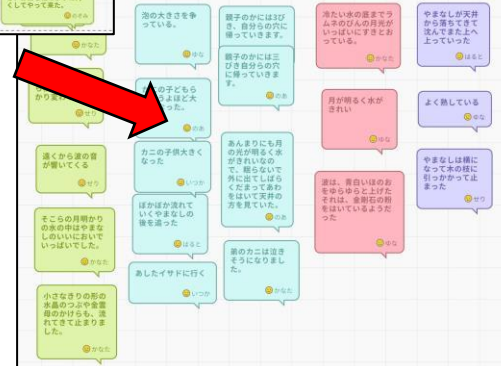 くしてやって来た。
のぞみ
かなた
かり変わ
せり
遠くから波の音
が響いてくる
せり
そこらの月明かり
の水の中はやまな
しのいいにおいで
いっぱいでした。
かなた
小さなきりの形の
水晶のつぶや金雲
母のかけらも、流
れてきて止まりま
した。
かなた
泡の大きさを争
っている。
ゆな
の子ども
うよほど大
った。
のあ
カニの子供大きく
なった
いつか
ぽかぽか流れて
いくやまなしの
後を追った
はると
あしたイサドに行く
いつか
親子のかには3び
き、自分らの穴に
帰っていきます。
親子のかには三
びき自分らの穴
に帰っていきま
す。
のあ
あんまりにも月
の光が明るく水
がきれいなの
で、眠らないで
外に出てしばら
くだまってあわ
をはいて天井の
方を見ていた。
のあ
弟のカニは泣き
そうになりまし
た。
かなた
冷たい水の底までラ
ムネのびんの月光が
いっぱいにすきとお
っている。
かなた
月が明るく水が
きれい
ゆな
波は、青白いほのお
をゆらゆらと上げた
それは、金剛石の粉
をはいているようだ
った
ゆな
やまなしが天井
から落ちてきて
沈んでまた上へ
上っていった
はると
よく熟している
ゆな
やまなしは横に
なって木の枝に
引っかかって止
まった
せり